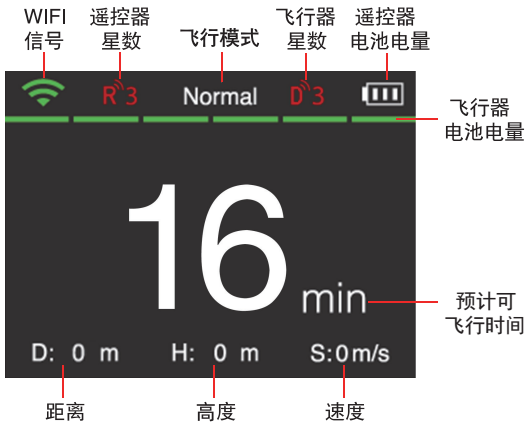 WIFI
信号
遥控器
星数
飞行模式
飞行器
星数
遥控器
电池电量
R 3
Normal
D 3
飞行器
电池电量
16 min
预计可
飞行时间
D: 0 m
H: 0 m
S:0m/s
距离
高度
速度